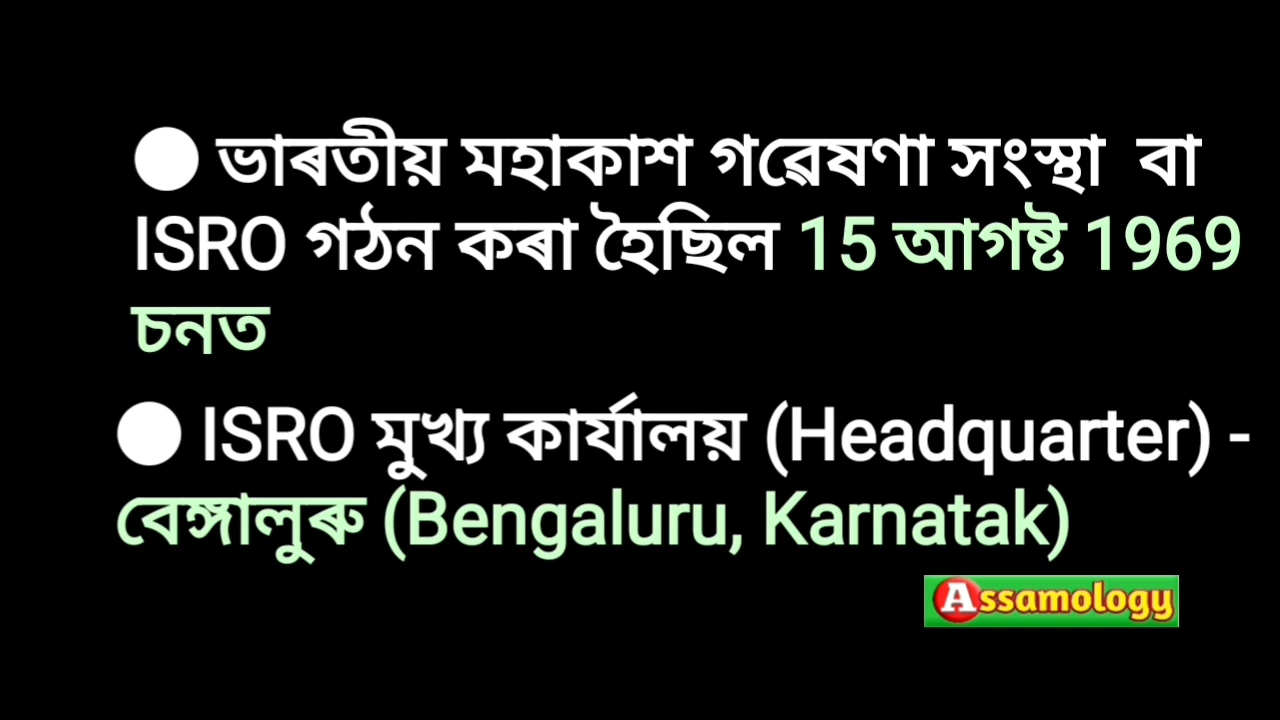 ● ভাৰতীয় মহাকাশ গৱেষণা সংস্থা বা
ISRO গঠন কৰা হৈছিল 15 আগষ্ট 1969
চনত
● ISRO মুখ্য কাৰ্যালয় (Headquarter) -
বেঙ্গালুৰু (Bengaluru, Karnatak)
Assamology